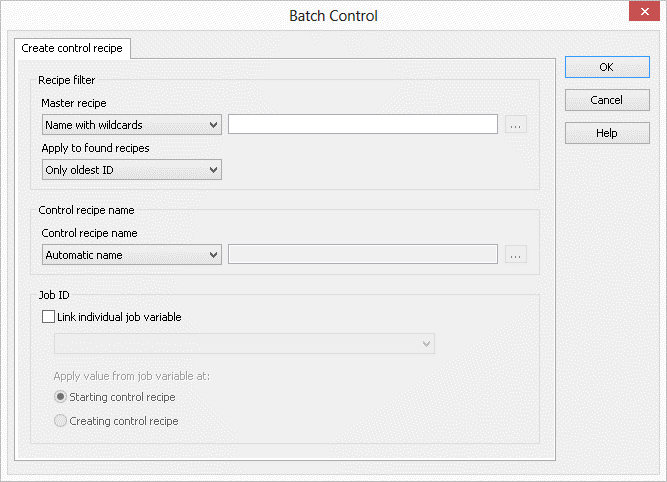 Batch Control
Create control recipe
OK
Cancel
Help
Recipe filter
Master recipe
Name with wildcards
...
Apply to found recipes
Only oldest ID
Control recipe name
Control recipe name
Automatic name
...
Job ID
Link individual job variable
Apply value from job variable at:
Starting control recipe
Creating control recipe